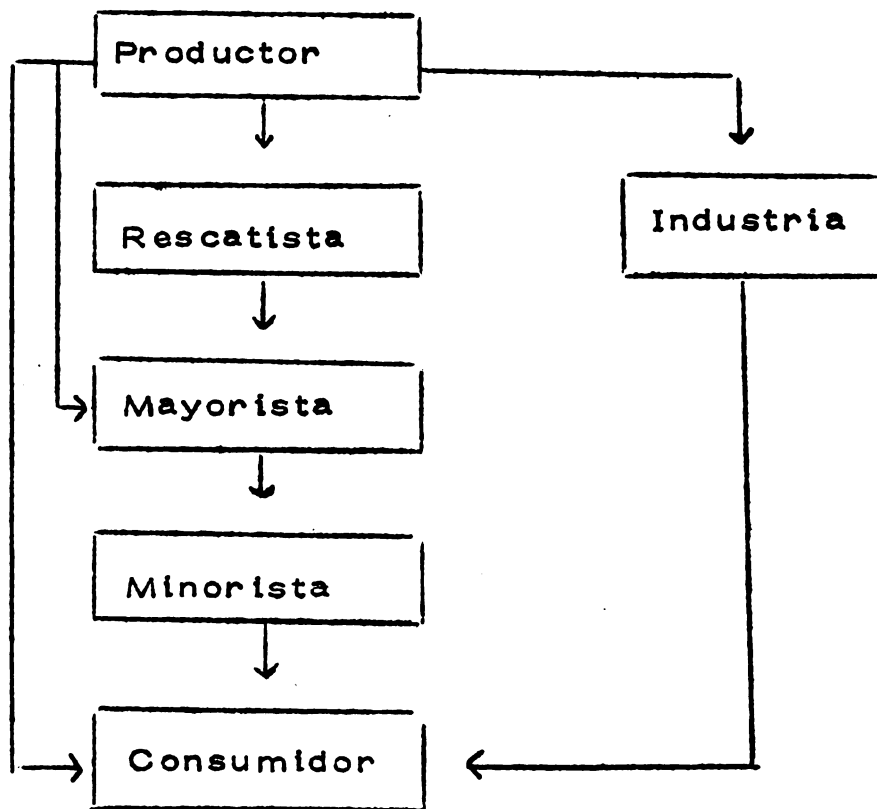 Productor
Rescatista
Industria
Mayorista
Minorista
Consumidor